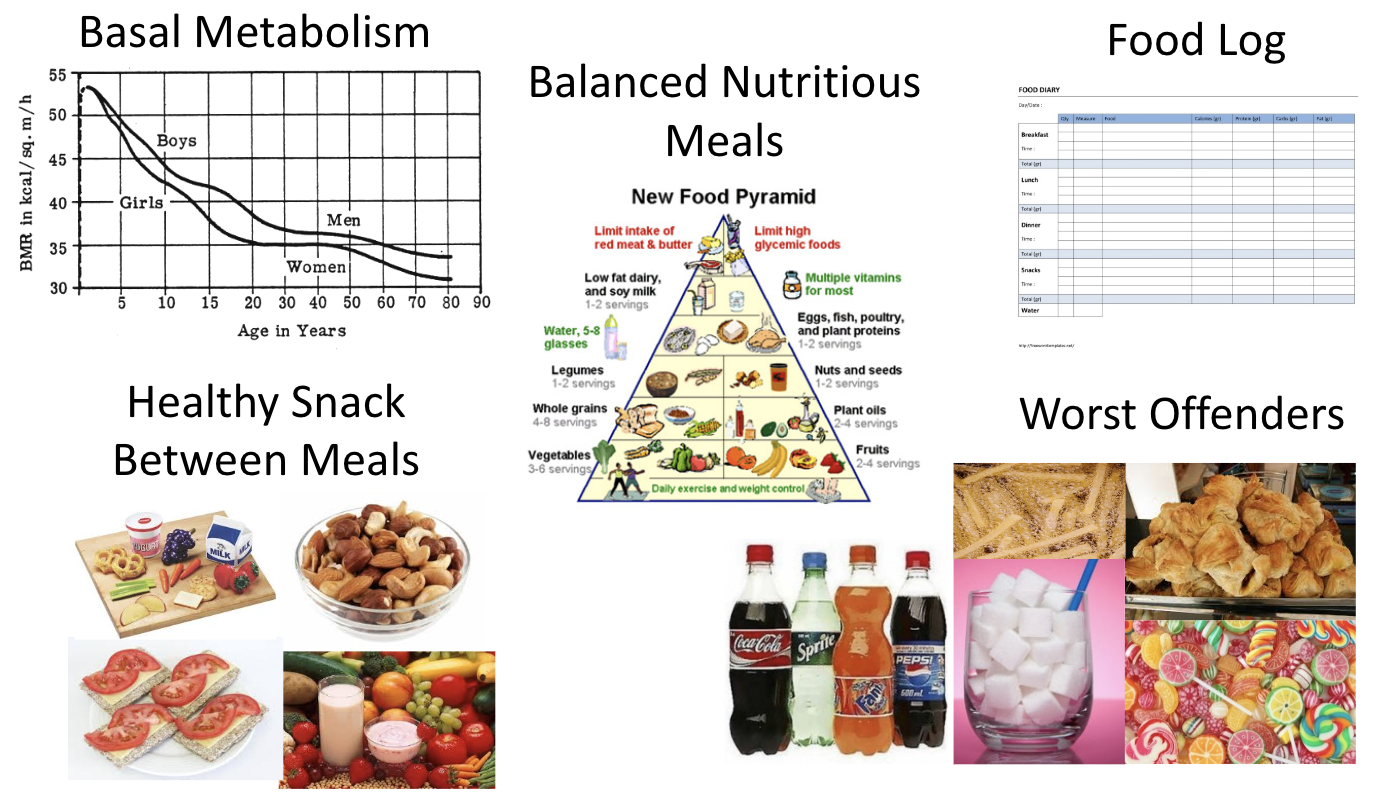 Basal Metabolism
55
50
45
40
35
30
BMR in kcal/sq. m/h
Boys
Girls
Men
Women
5 10 15 20 30 40 50 60 70 80 90
Age in Years
Balanced Nutritious
Meals
New Food Pyramid
Limit intake of
red meat & butter
Limit high
glycemic foods
Low fat dairy,
and soy milk
1-2 servings
Multiple vitamins
for most
Water, 5-8
glasses
Eggs, fish, poultry,
and plant proteins
1-2 servings
Legumes
1-2 servings
Nuts and seeds
1-2 servings
Whole grains
4-8 servings
Plant oils
2-4 servings
Vegetables
3-6 servings
Fruits
2-4 servings
Daily exercise and weight control
Food Log
FOOD DIARY
Day/Date :
Qty Measure Food Calories (gr) Protein (gr) Carbs (gr) Fat (gr)
Breakfast
Time :
Total (gr)
Lunch
Time :
Total (gr)
Dinner
Time :
Total (gr)
Snacks
Time :
Total (gr)
Water
Healthy Snack
Between Meals
MILK
Worst Offenders
Coca-Cola
Sprite
Fanta
PEPSI
600 ml